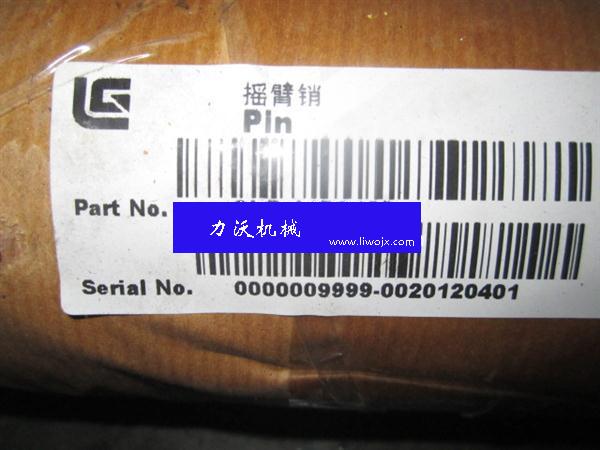 摇臂销
Pin
Part No.
力沃机械
www.liwojx.com
Serial No. 0000009999-0020120401